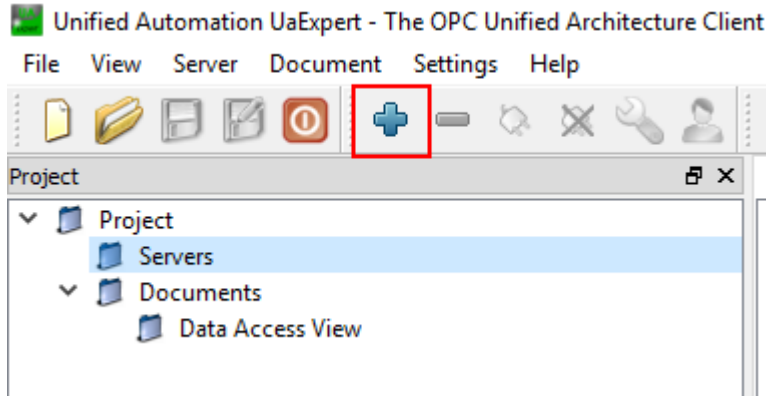 Unified Automation UaExpert - The OPC Unified Architecture Client
File View Server Document Settings Help
Project
Project
Servers
Documents
Data Access View